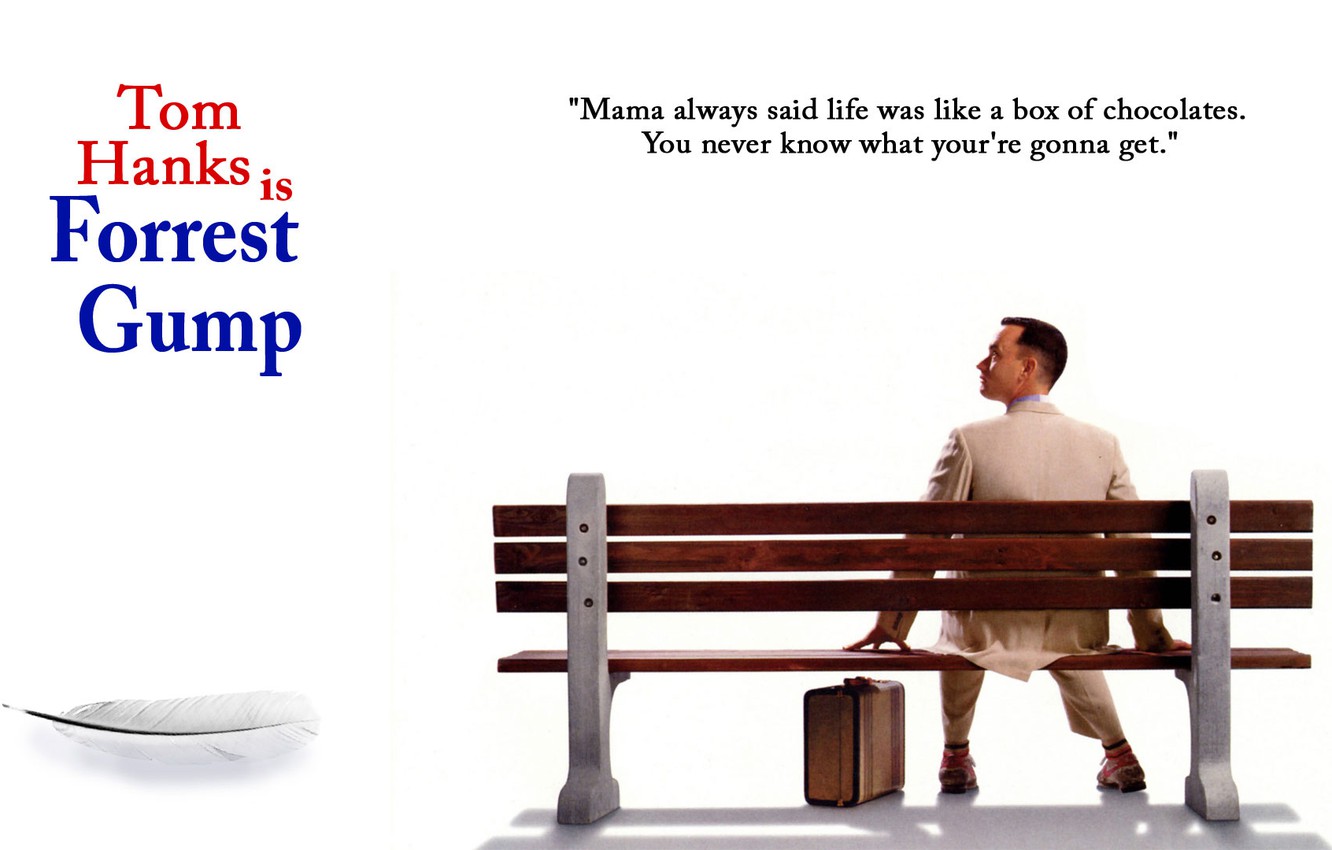 Tom
Hanks is
Forrest
Gump
"Mama always said life was like a box of chocolates.
You never know what your're gonna get."